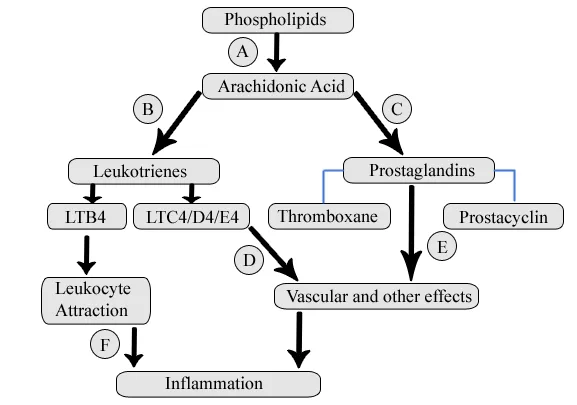 Phospholipids
A
Arachidonic Acid
B
C
Leukotrienes
Prostaglandins
LTB4
LTC4/D4/E4
Thromboxane
Prostacyclin
D
E
Leukocyte
Attraction
Vascular and other effects
F
Inflammation